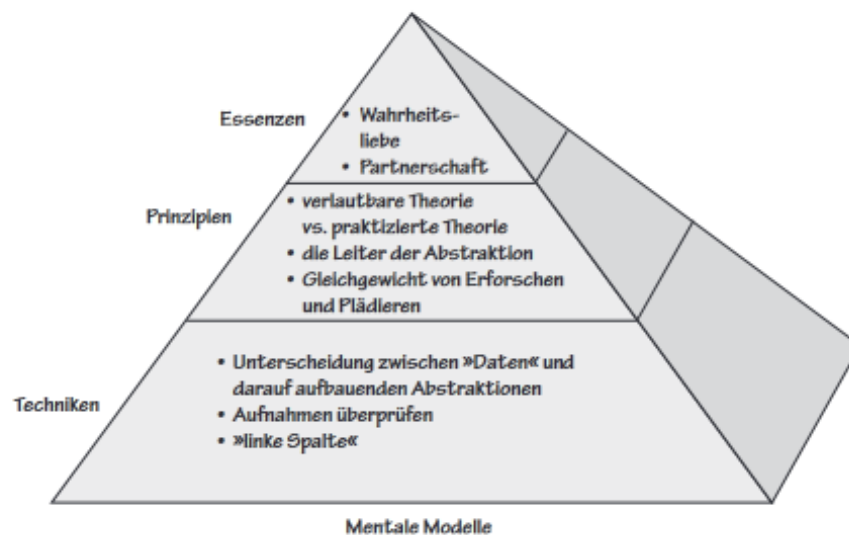 Essenzen
• Wahrheits-
liebe
• Partnerschaft
Prinzipien
• verlautbare Theorie
vs. praktizierte Theorie
• die Leiter der Abstraktion
• Gleichgewicht von Erforschen
und Plädieren
Techniken
• Unterscheidung zwischen »Daten« und
darauf aufbauenden Abstraktionen
• Aufnahmen überprüfen
• »linke Spalte«
Mentale Modelle